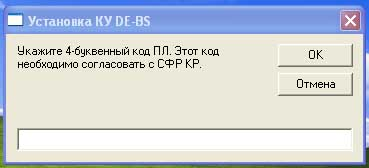 Установка КУ DE-BS
Укажите 4-буквенный код ПЛ. Этот код
необходимо согласовать с СФР КР.
OK
Отмена